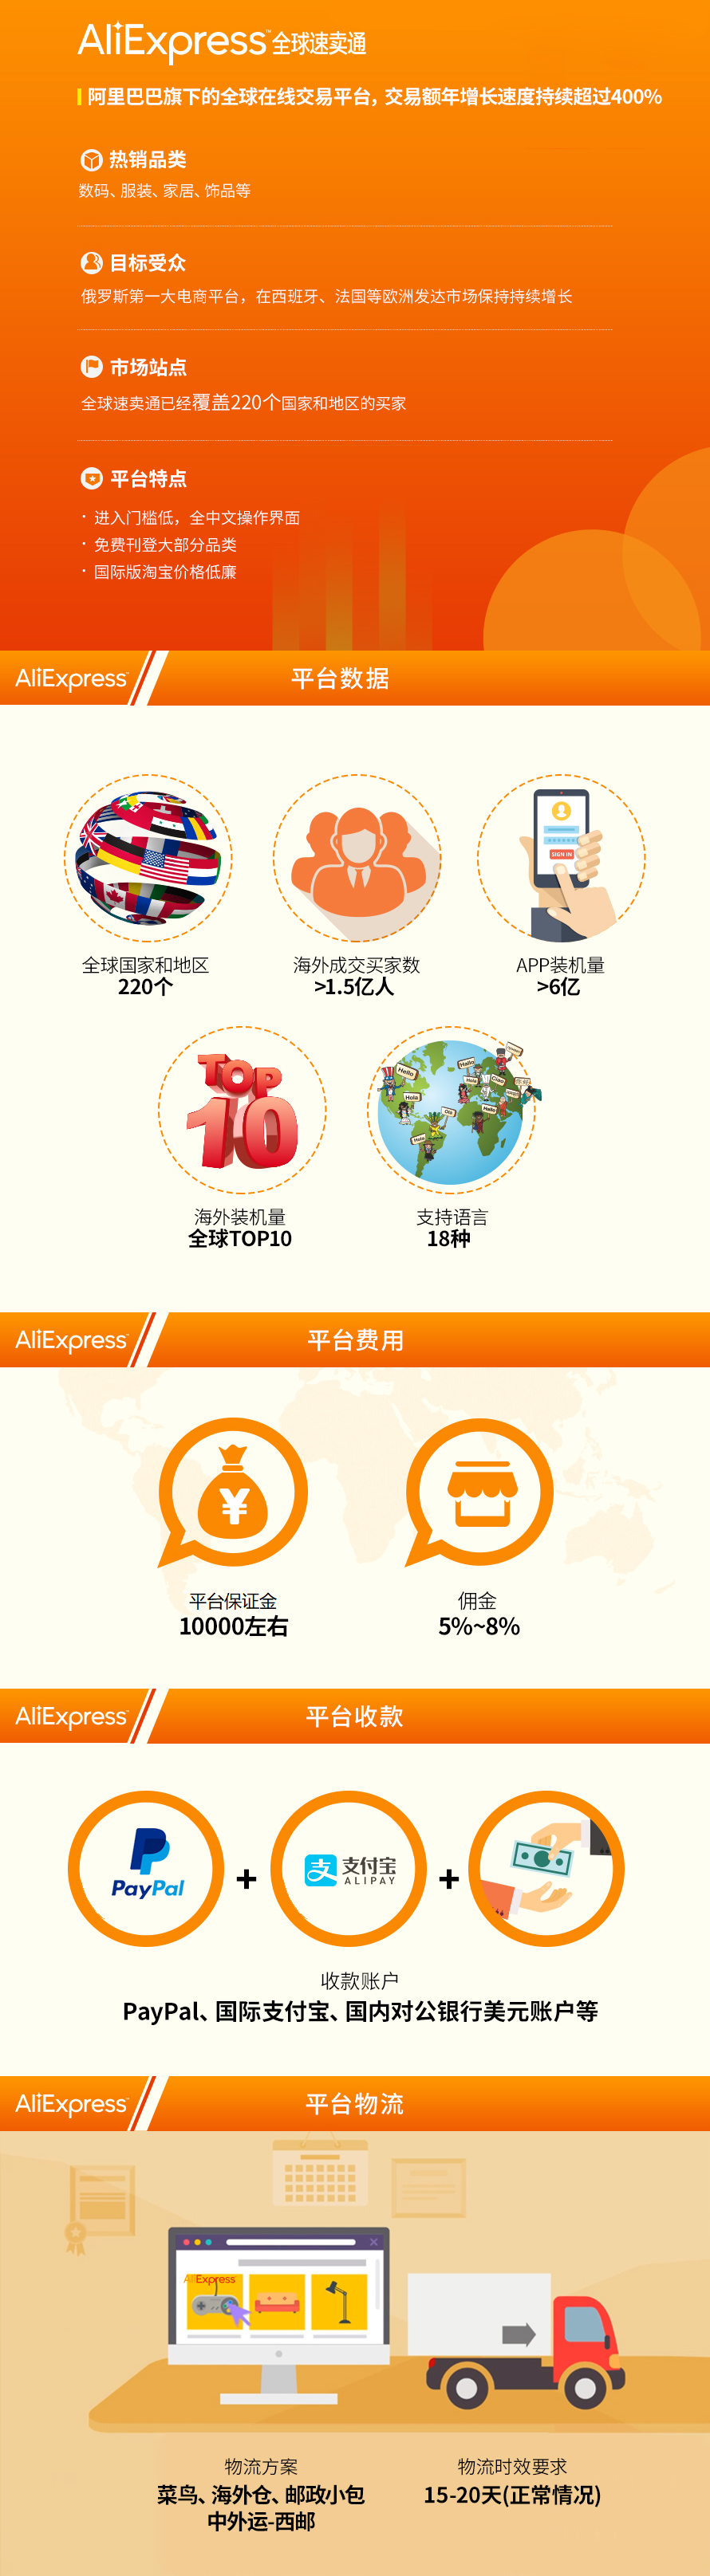 AliExpress™全球速卖通
阿里巴巴旗下的全球在线交易平台，交易额年增长速度持续超过400%
热销品类
数码、服装、家居、饰品等
目标受众
俄罗斯第一大电商平台，在西班牙、法国等欧洲发达市场保持持续增长
市场站点
全球速卖通已经覆盖220个国家和地区的买家
平台特点
· 进入门槛低，全中文操作界面
· 免费刊登大部分品类
· 国际版淘宝价格低廉
AliExpress™ 平台数据
SIGN IN
全球国家和地区
220个
海外成交买家数
>1.5亿人
APP装机量
>6亿
TOP
10
Hello
Hola
Hallo
Hola
Ciao
Olá
Hello
Hola
海外装机量
全球TOP10
支持语言
18种
AliExpress™ 平台费用
¥
平台保证金
10000左右
佣金
5%~8%
AliExpress™ 平台收款
PayPal
+
支 支付宝
ALIPAY
+
收款账户
PayPal、国际支付宝、国内对公银行美元账户等
AliExpress™ 平台物流
AliExpress
物流方案
菜鸟、海外仓、邮政小包
中外运-西邮
物流时效要求
15-20天(正常情况)